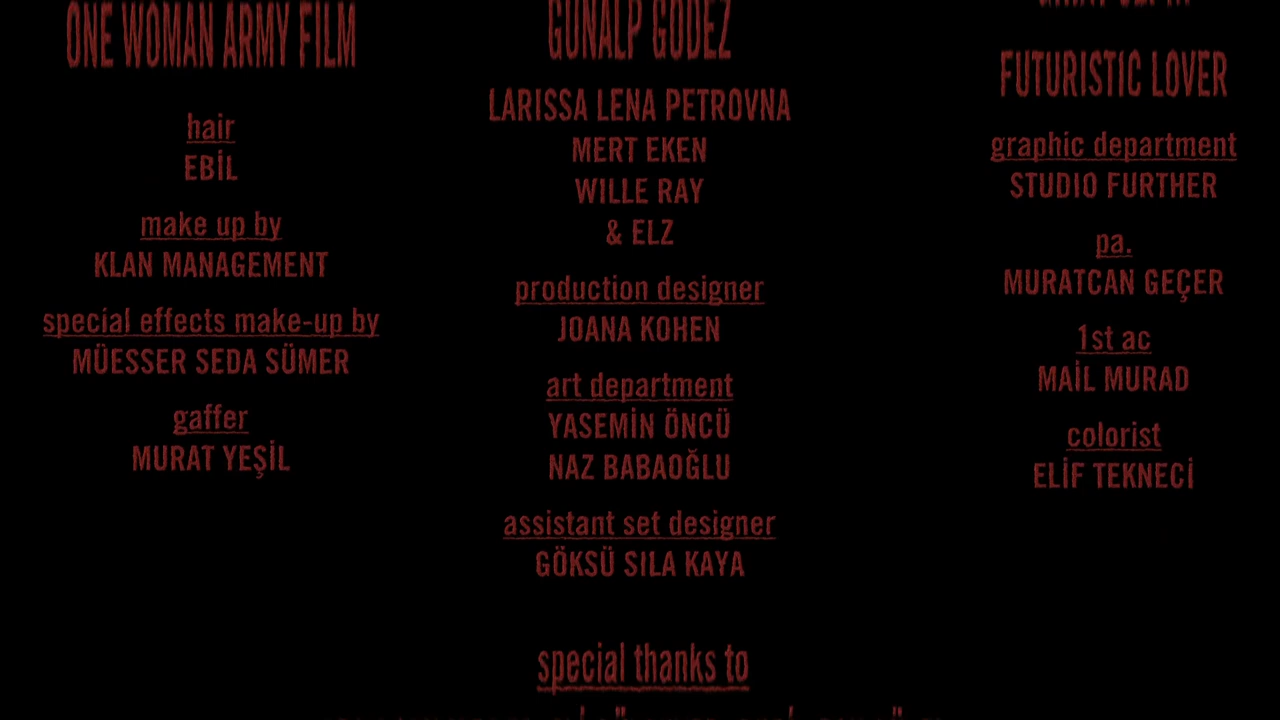 ONE WOMAN ARMY FILM
hair
EBİL
make up by
KLAN MANAGEMENT
special effects make-up by
MÜESSER SEDA SÜMER
gaffer
MURAT YEŞİL
GUNALP GODEZ
LARISSA LENA PETROVNA
MERT EKEN
WILLE RAY
& ELZ
production designer
JOANA KOHEN
art department
YASEMİN ÖNCÜ
NAZ BABAOĞLU
assistant set designer
GÖKSÜ SILA KAYA
FUTURISTIC LOVER
graphic department
STUDIO FURTHER
pa.
MURATCAN GEÇER
1st ac
MAİL MURAD
colorist
ELİF TEKNECİ
special thanks to